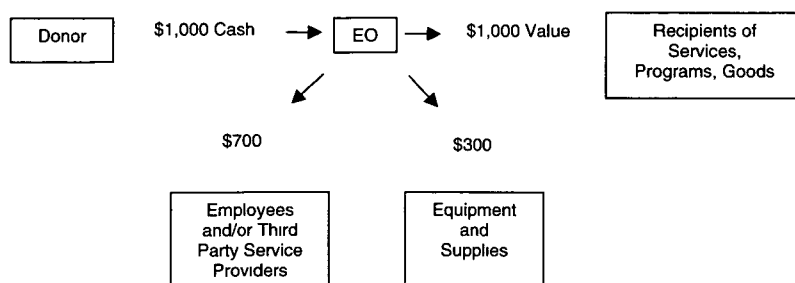 Donor
$1,000 Cash
EO
$1,000 Value
Recipients of
Services,
Programs, Goods
$700
$300
Employees
and/or Third
Party Service
Providers
Equipment
and
Supplies